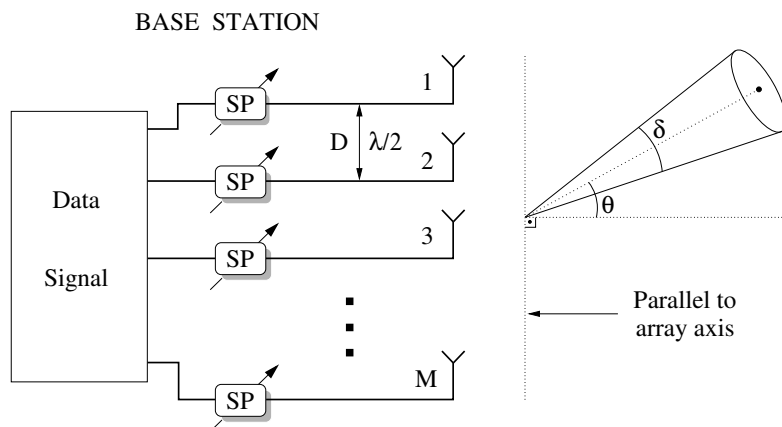 BASE STATION
SP
1
D λ/2
SP
2
Data
Signal
SP
3
SP
M
δ
θ
Parallel to
array axis